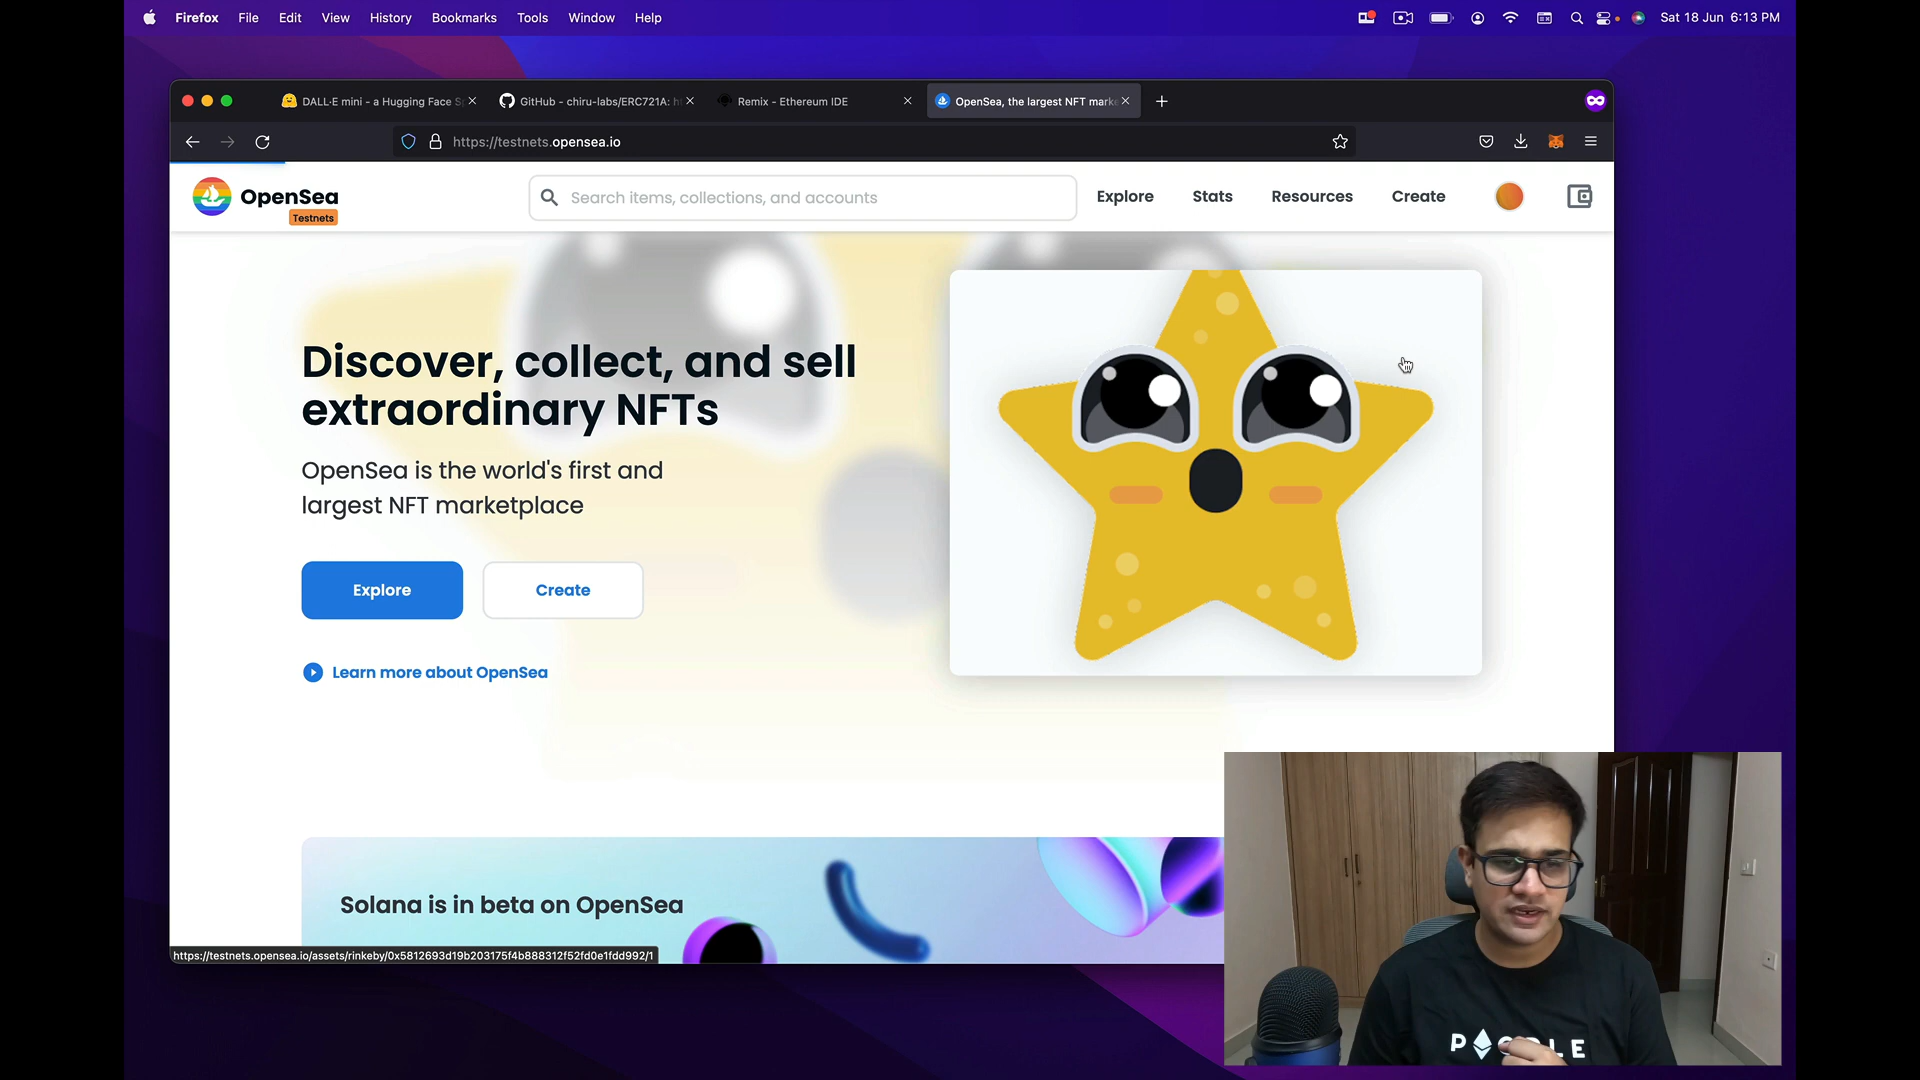 Firefox File Edit View History Bookmarks Tools Window Help Sat 18 Jun 6:13 PM
DALL·E mini - a Hugging Face GitHub - chiru-labs/ERC721A: Remix - Ethereum IDE OpenSea, the largest NFT mark
https://testnets.opensea.io
OpenSea
Testnets
Search items, collections, and accounts
Explore Stats Resources Create
Discover, collect, and sell
extraordinary NFTs
OpenSea is the world's first and
largest NFT marketplace
Explore Create
Learn more about OpenSea
Solana is in beta on OpenSea
https://testnets.opensea.io/assets/rinkeby/0x5812693d19b203175f4b888312f52fd0e1fdd992/1